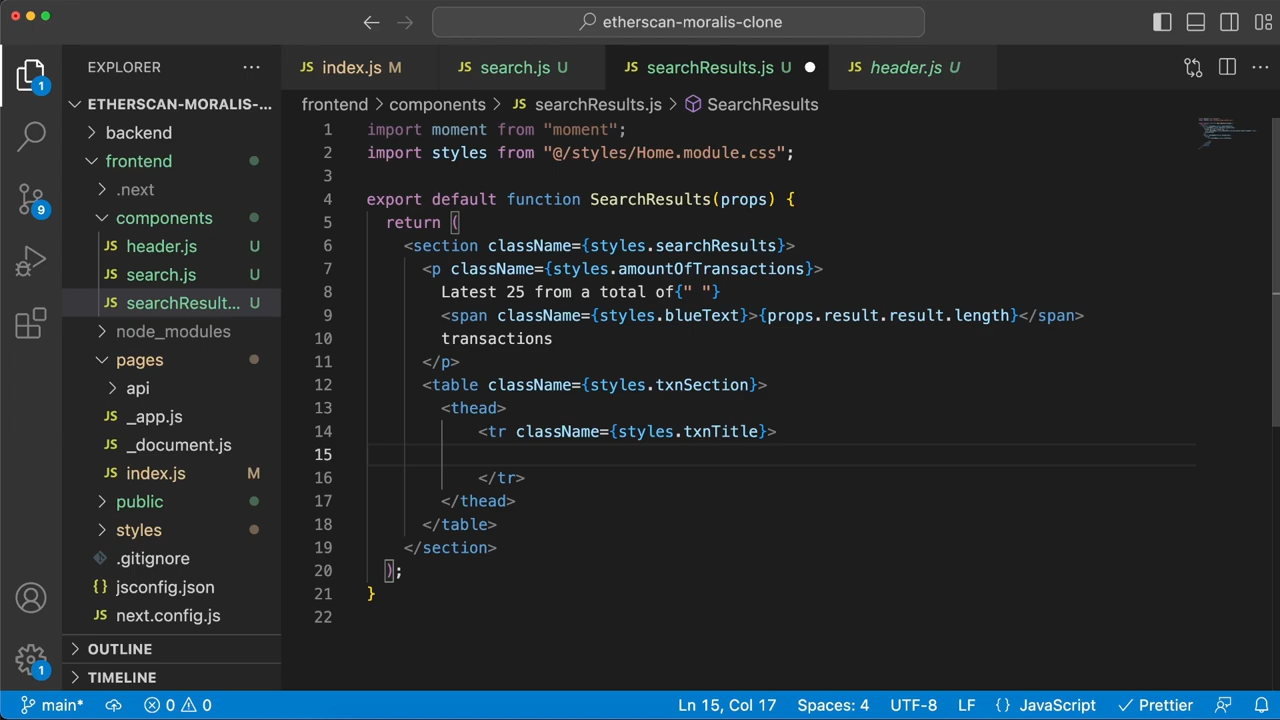 etherscan-moralis-clone
EXPLORER
index.js M
search.js U
searchResults.js U
header.js U
ETHERSCAN-MORALIS-...
backend
frontend
.next
components
header.js U
search.js U
searchResult... U
node_modules
pages
api
_app.js
_document.js
index.js M
public
styles
.gitignore
jsconfig.json
next.config.js
OUTLINE
TIMELINE
1
9
1
frontend > components > JS searchResults.js > SearchResults
1 import moment from "moment";
2 import styles from "@/styles/Home.module.css";
3
4 export default function SearchResults(props) {
5 return (
6 <section className={styles.searchResults}>
7 <p className={styles.amountOfTransactions}>
8 Latest 25 from a total of{" "}
9 <span className={styles.blueText}>{props.result.result.length}</span>
10 transactions
11 </p>
12 <table className={styles.txnSection}>
13 <thead>
14 <tr className={styles.txnTitle}>
15
16 </tr>
17 </thead>
18 </table>
19 </section>
20 );
21 }
22
main* 0 0 Ln 15, Col 17 Spaces: 4 UTF-8 LF {} JavaScript Prettier